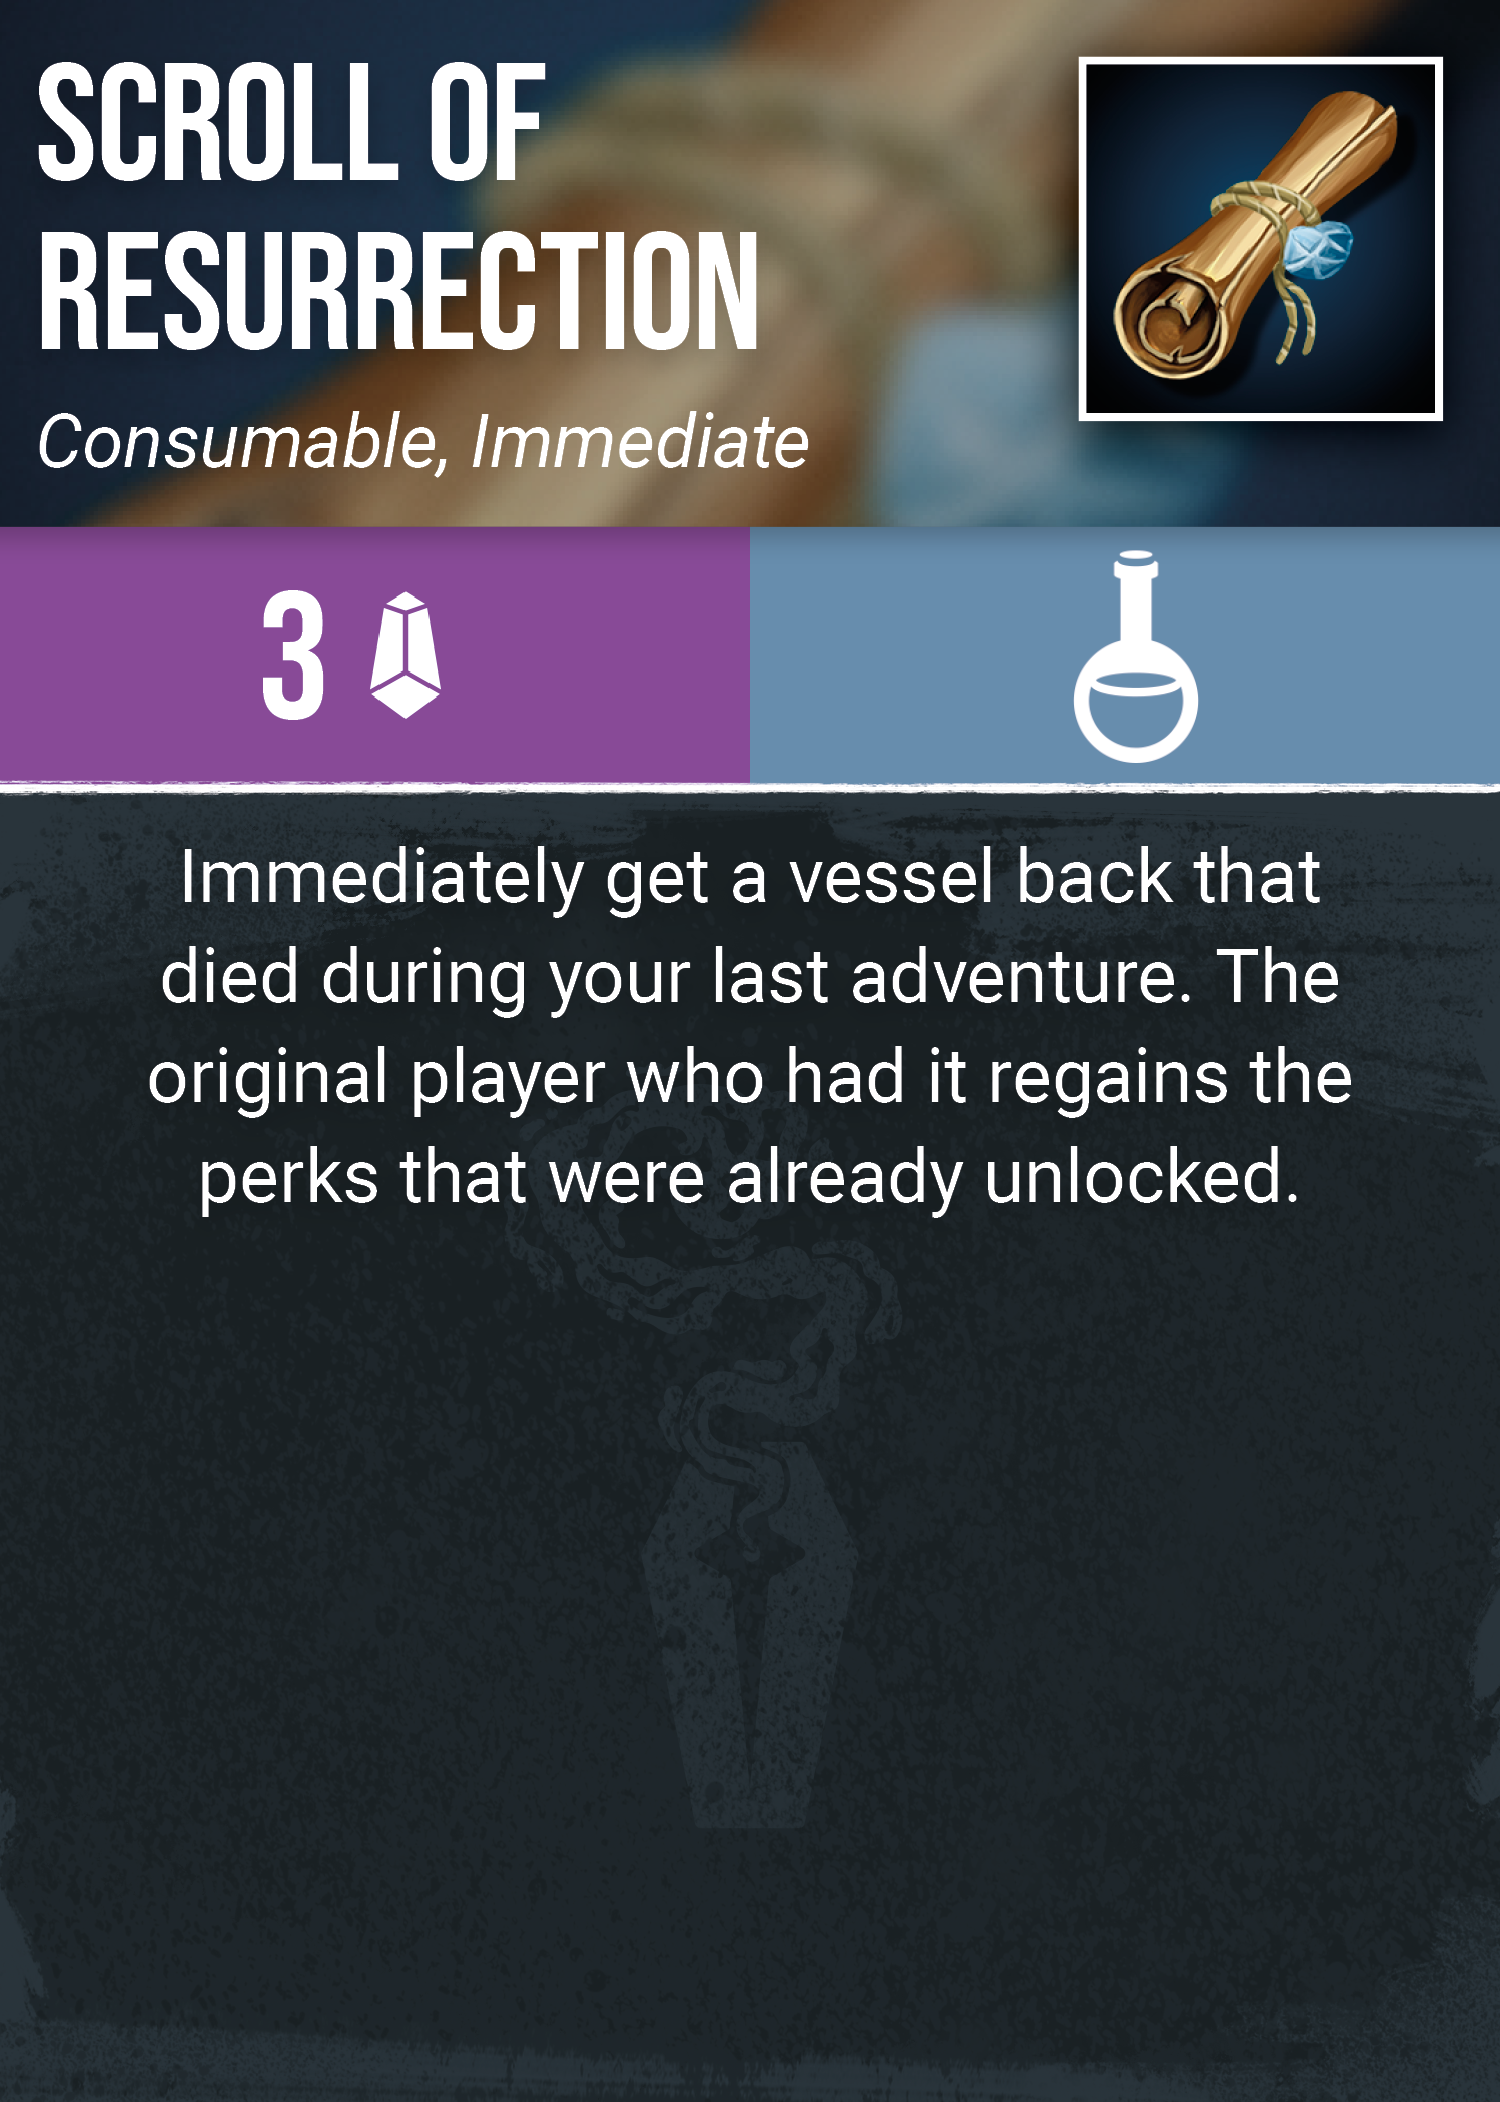 SCROLL OF
RESURRECTION
Consumable, Immediate
3
Immediately get a vessel back that
died during your last adventure. The
original player who had it regains the
perks that were already unlocked.